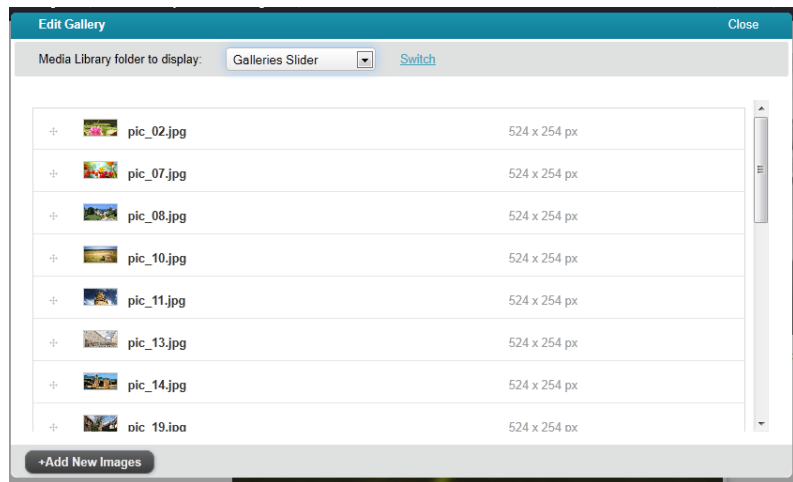 Edit Gallery Close
Media Library folder to display: Galleries Slider Switch
pic_02.jpg 524 x 254 px
pic_07.jpg 524 x 254 px
pic_08.jpg 524 x 254 px
pic_10.jpg 524 x 254 px
pic_11.jpg 524 x 254 px
pic_13.jpg 524 x 254 px
pic_14.jpg 524 x 254 px
pic_19.jpg 524 x 254 px
+Add New Images